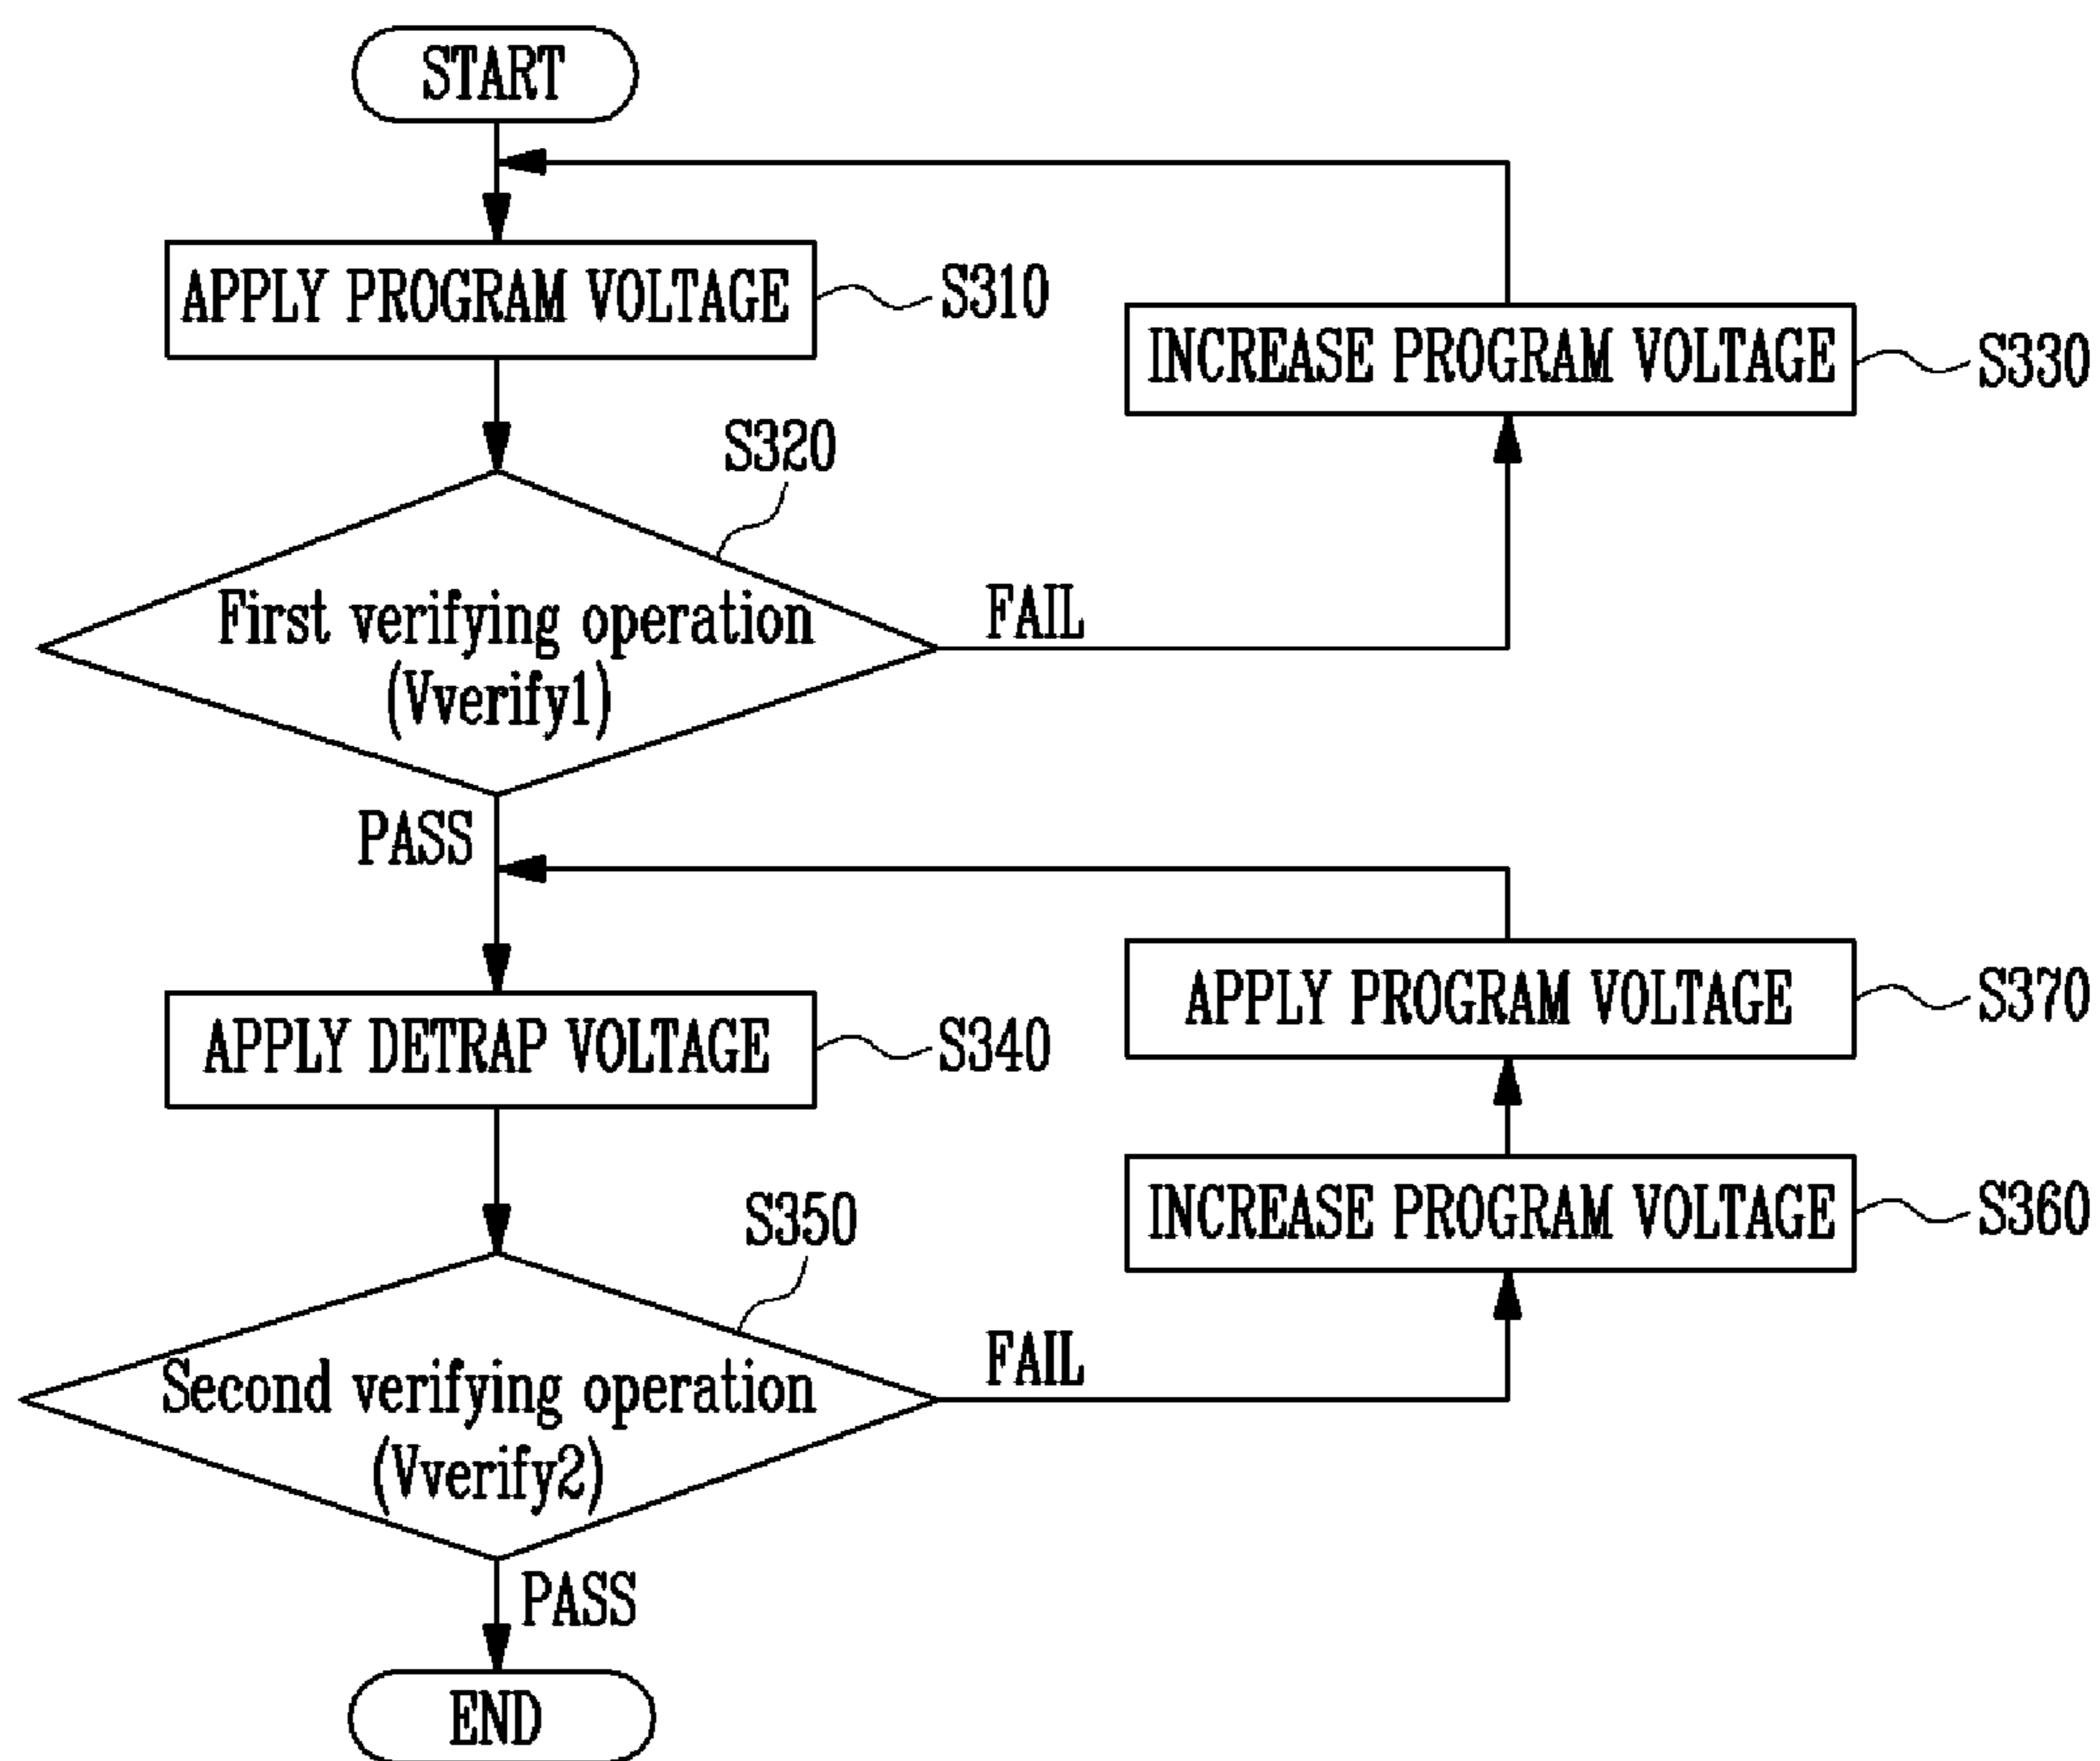 START
APPLY PROGRAM VOLTAGE
S310
INCREASE PROGRAM VOLTAGE
S330
S320
First verifying operation
(Vverify1)
FAIL
PASS
APPLY DETRAP VOLTAGE
S340
APPLY PROGRAM VOLTAGE
S370
INCREASE PROGRAM VOLTAGE
S360
S350
Second verifying operation
(Vverify2)
FAIL
PASS
END